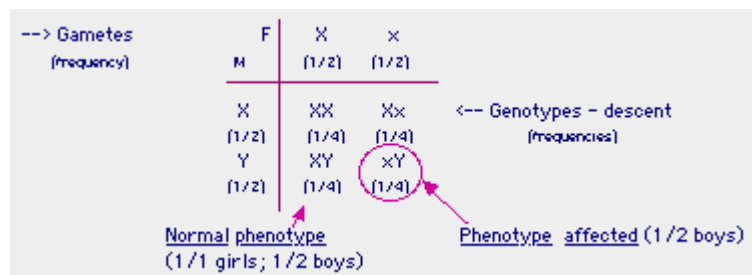 --> Gametes F X x
(frequency) M (1/2) (1/2)
X XX Xx <-- Genotypes - descent
(1/2) (1/4) (1/4) (frequencies)
Y XY xY
(1/2) (1/4) (1/4)
Normal phenotype Phenotype affected (1/2 boys)
(1/1 girls; 1/2 boys)